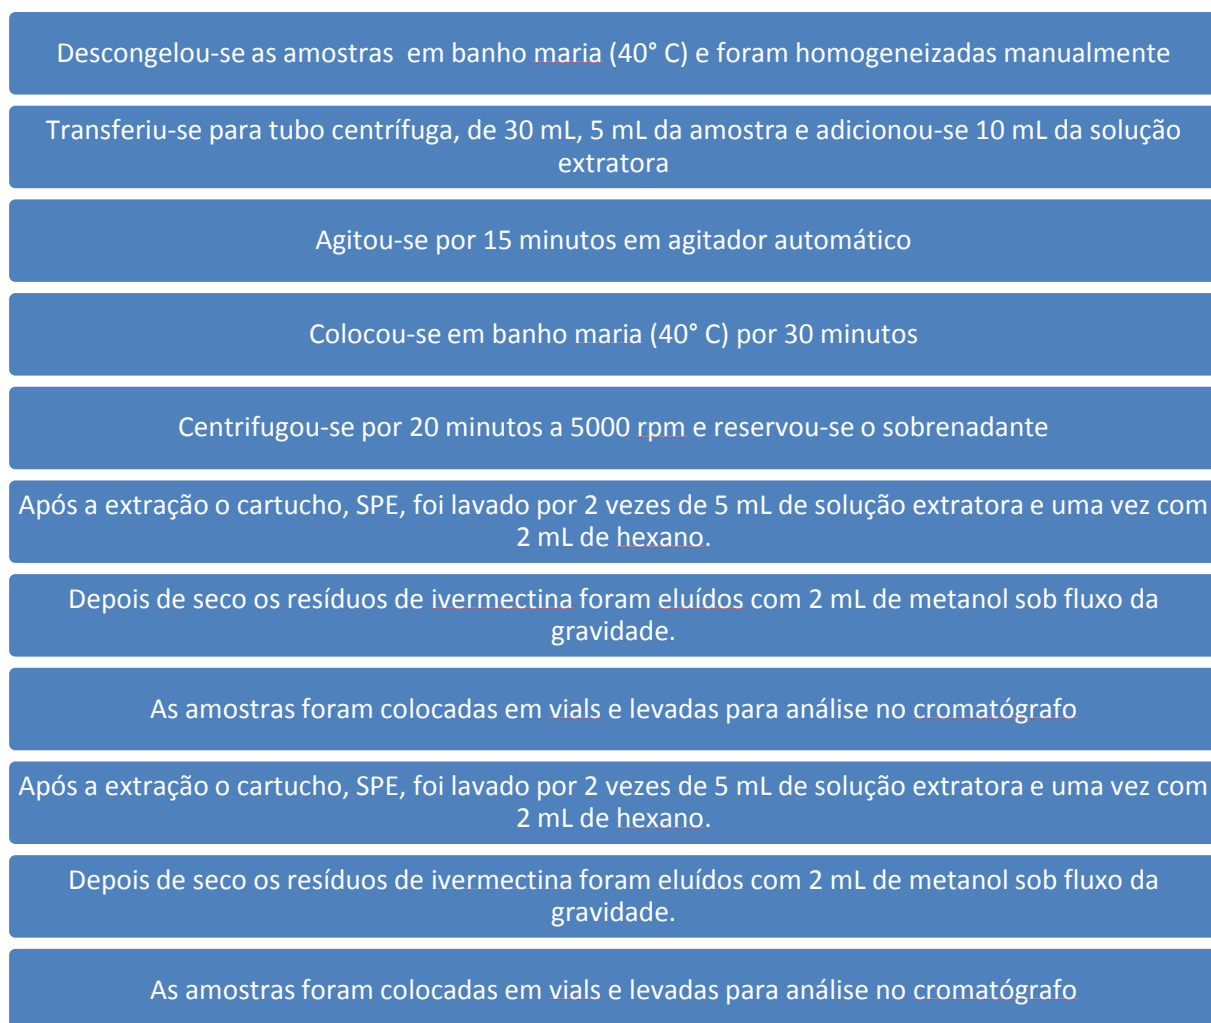 Descongelou-se as amostras  em banho maria (40° C) e foram homogeneizadas manualmente
Transferiu-se para tubo centrífuga, de 30 mL, 5 mL da amostra e adicionou-se 10 mL da solução
extratora
Agitou-se por 15 minutos em agitador automático
Colocou-se em banho maria (40° C) por 30 minutos
Centrifugou-se por 20 minutos a 5000 rpm e reservou-se o sobrenadante
Após a extração o cartucho, SPE, foi lavado por 2 vezes de 5 mL de solução extratora e uma vez com
2 mL de hexano.
Depois de seco os resíduos de ivermectina foram eluídos com 2 mL de metanol sob fluxo da
gravidade.
As amostras foram colocadas em vials e levadas para análise no cromatógrafo
Após a extração o cartucho, SPE, foi lavado por 2 vezes de 5 mL de solução extratora e uma vez com
2 mL de hexano.
Depois de seco os resíduos de ivermectina foram eluídos com 2 mL de metanol sob fluxo da
gravidade.
As amostras foram colocadas em vials e levadas para análise no cromatógrafo